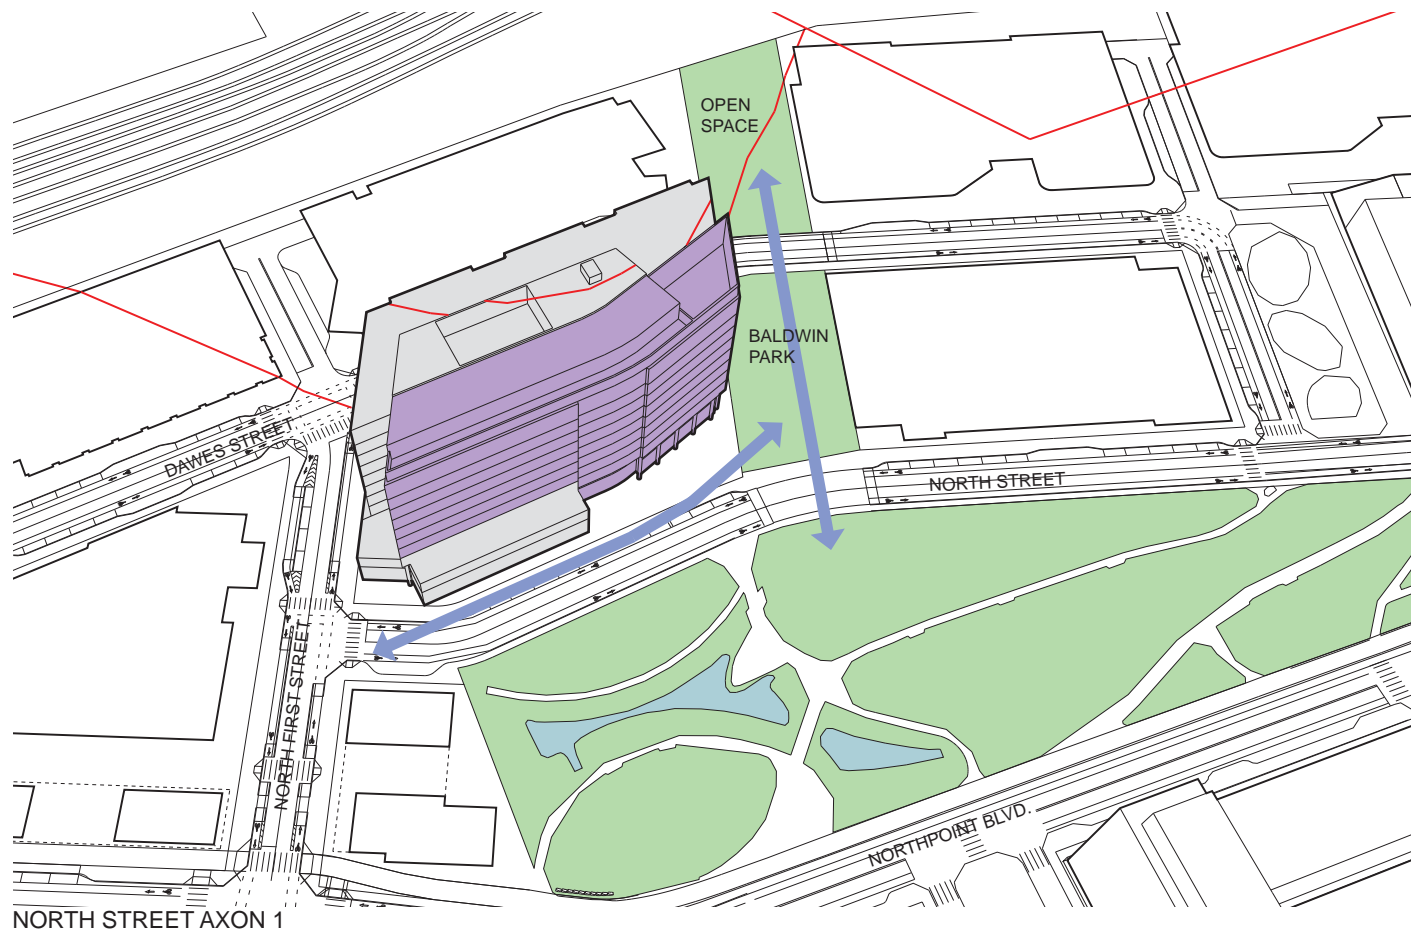 OPEN
SPACE
BALDWIN
PARK
DAWES STREET
NORTH STREET
NORTH FIRST STREET
NORTHPOINT BLVD.
NORTH STREET AXON 1